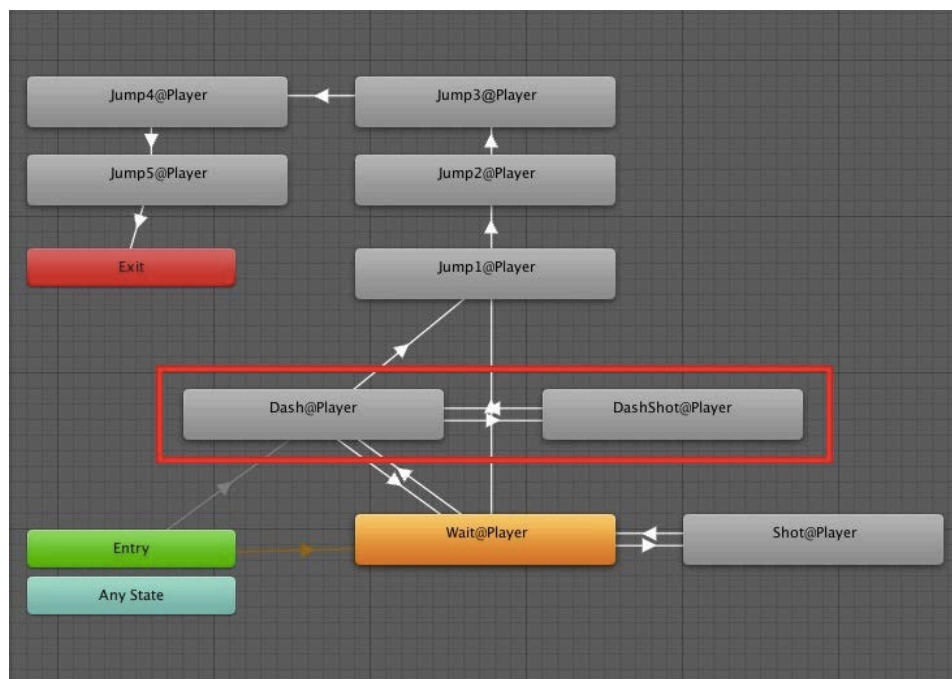 Jump4@Player
Jump3@Player
Jump5@Player
Jump2@Player
Exit
Jump1@Player
Dash@Player
DashShot@Player
Wait@Player
Shot@Player
Entry
Any State